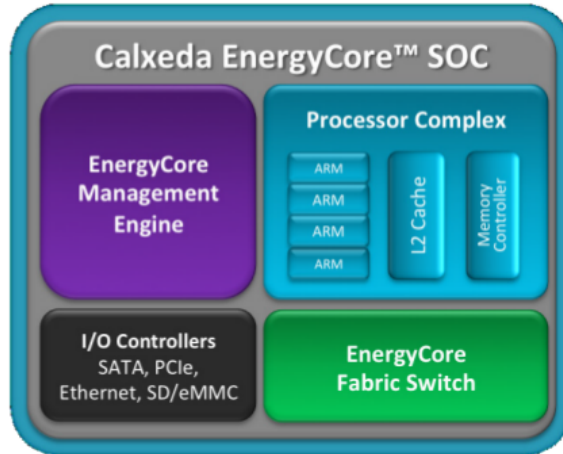 Calxeda EnergyCore™ SOC
EnergyCore
Management
Engine
Processor Complex
ARM
ARM
ARM
ARM
L2 Cache
Memory
Controller
I/O Controllers
SATA, PCIe,
Ethernet, SD/eMMC
EnergyCore
Fabric Switch